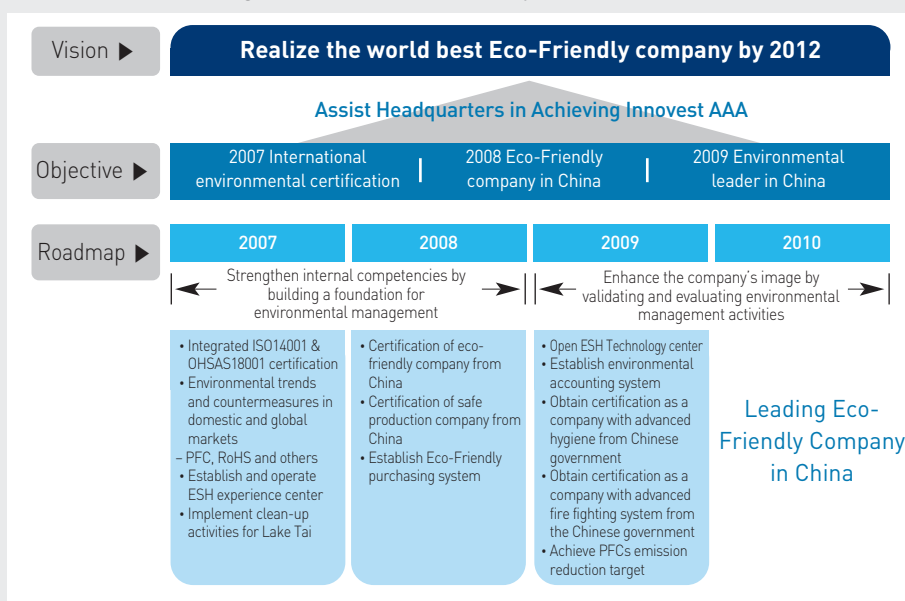 Vision ▶
Realize the world best Eco-Friendly company by 2012
Assist Headquarters in Achieving Innovest AAA
Objective ▶
2007 International
environmental certification
2008 Eco-Friendly
company in China
2009 Environmental
leader in China
Roadmap ▶
2007
2008
2009
2010
Strengthen internal competencies by
building a foundation for
environmental management
Enhance the company's image by
validating and evaluating environmental
management activities
• Integrated ISO14001 &
OHSAS18001 certification
• Environmental trends
and countermeasures in
domestic and global
markets
– PFC, RoHS and others
• Establish and operate
ESH experience center
• Implement clean-up
activities for Lake Tai
• Certification of eco-
friendly company from
China
• Certification of safe
production company from
China
• Establish Eco-Friendly
purchasing system
• Open ESH Technology center
• Establish environmental
accounting system
• Obtain certification as a
company with advanced
hygiene from Chinese
government
• Obtain certification as a
company with advanced
fire fighting system from
the Chinese government
• Achieve PFCs emission
reduction target
Leading Eco-
Friendly Company
in China